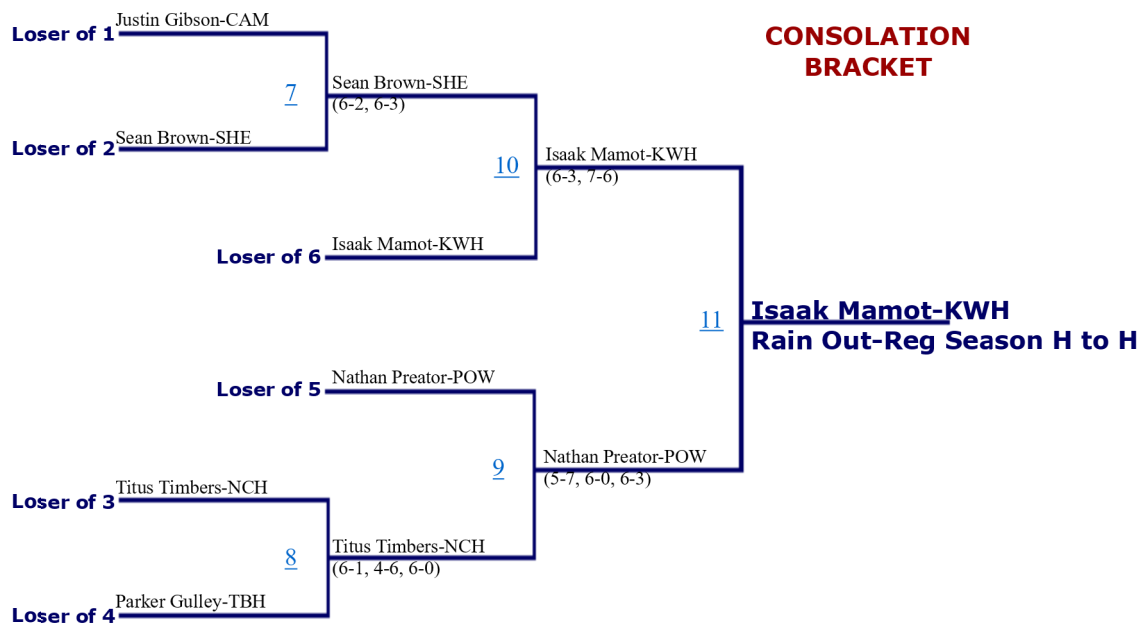 Justin Gibson-CAM
Loser of 1
CONSOLATION
BRACKET
7
Sean Brown-SHE
(6-2, 6-3)
Sean Brown-SHE
Loser of 2
10
Isaak Mamot-KWH
(6-3, 7-6)
Isaak Mamot-KWH
Loser of 6
11
Isaak Mamot-KWH
Rain Out-Reg Season H to H
Nathan Preator-POW
Loser of 5
9
Nathan Preator-POW
(5-7, 6-0, 6-3)
Titus Timbers-NCH
Loser of 3
8
Titus Timbers-NCH
(6-1, 4-6, 6-0)
Parker Gulley-TBH
Loser of 4